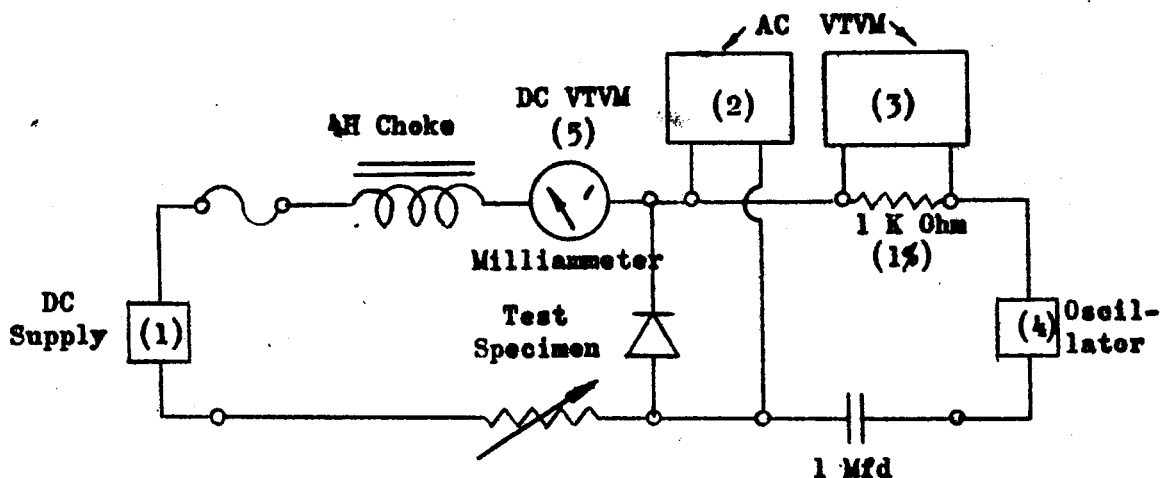 AC VTVM
DC VTVM
(5)
(2)
(3)
4H Choke
1 K Ohm
(1%)
Milliammeter
DC
Supply
(1)
Test
Specimen
(4)
Oscil-
lator
1 Mfd